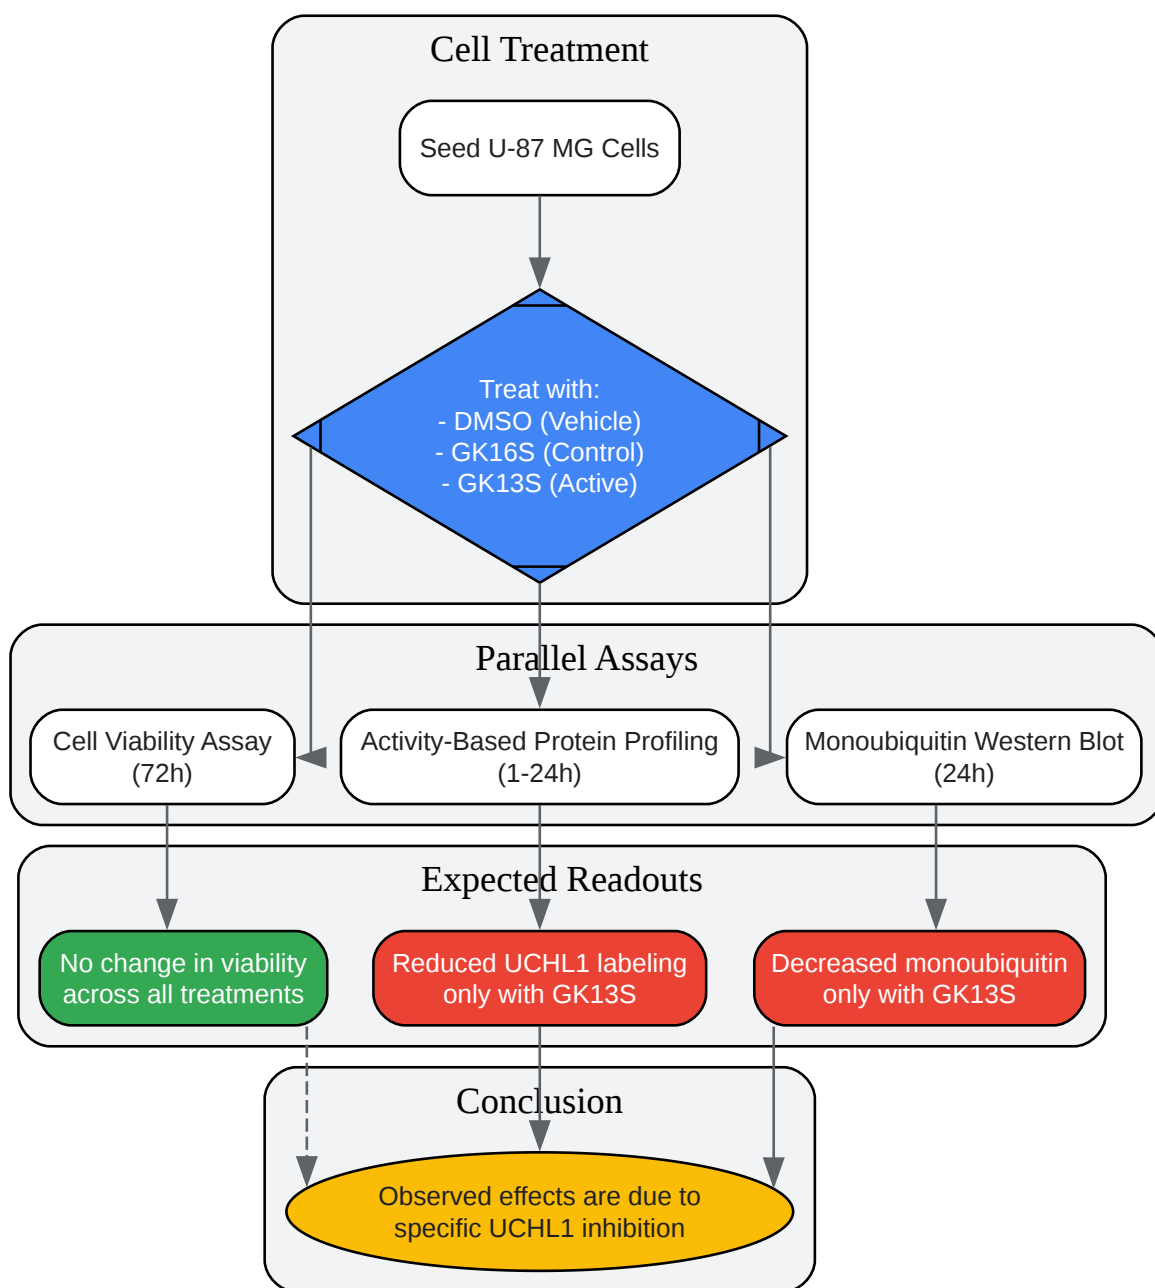 Cell Treatment
Seed U-87 MG Cells
Treat with:
- DMSO (Vehicle)
- GK16S (Control)
- GK13S (Active)
Parallel Assays
Cell Viability Assay
(72h)
Activity-Based Protein Profiling
(1-24h)
Monoubiquitin Western Blot
(24h)
Expected Readouts
No change in viability
across all treatments
Reduced UCHL1 labeling
only with GK13S
Decreased monoubiquitin
only with GK13S
Conclusion
Observed effects are due to
specific UCHL1 inhibition